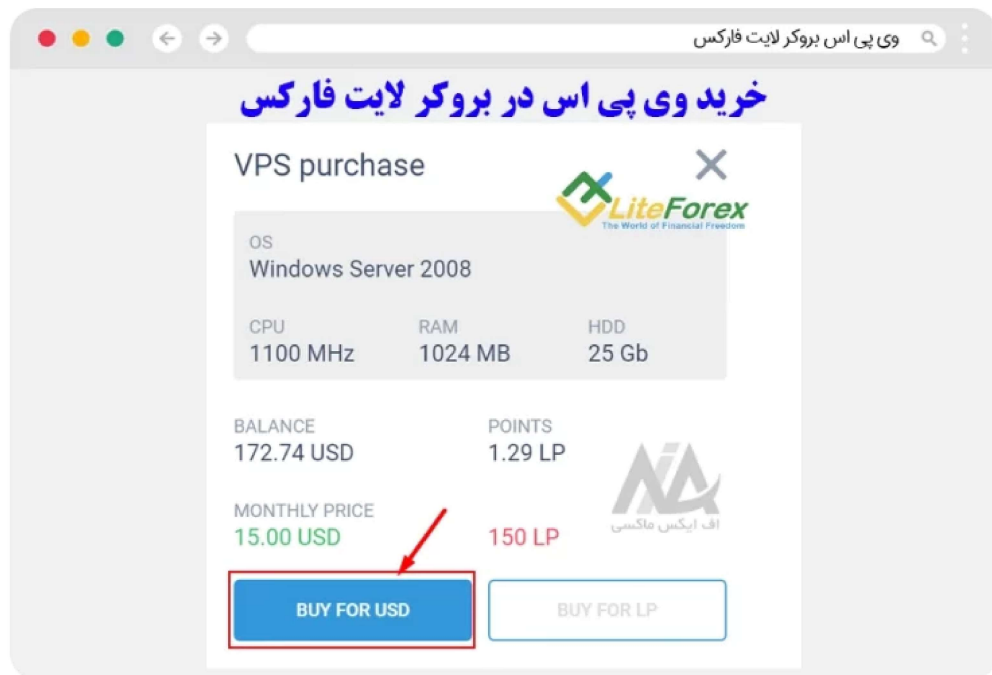 وی پی اس بروکر لایت فارکس
خرید وی پی اس در بروکر لایت فارکس
VPS purchase
LiteForex
The World of Financial Freedom
OS
Windows Server 2008
CPU RAM HDD
1100 MHz 1024 MB 25 Gb
BALANCE POINTS
172.74 USD 1.29 LP
اف ایکس ماکسی
MONTHLY PRICE
15.00 USD 150 LP
BUY FOR USD BUY FOR LP